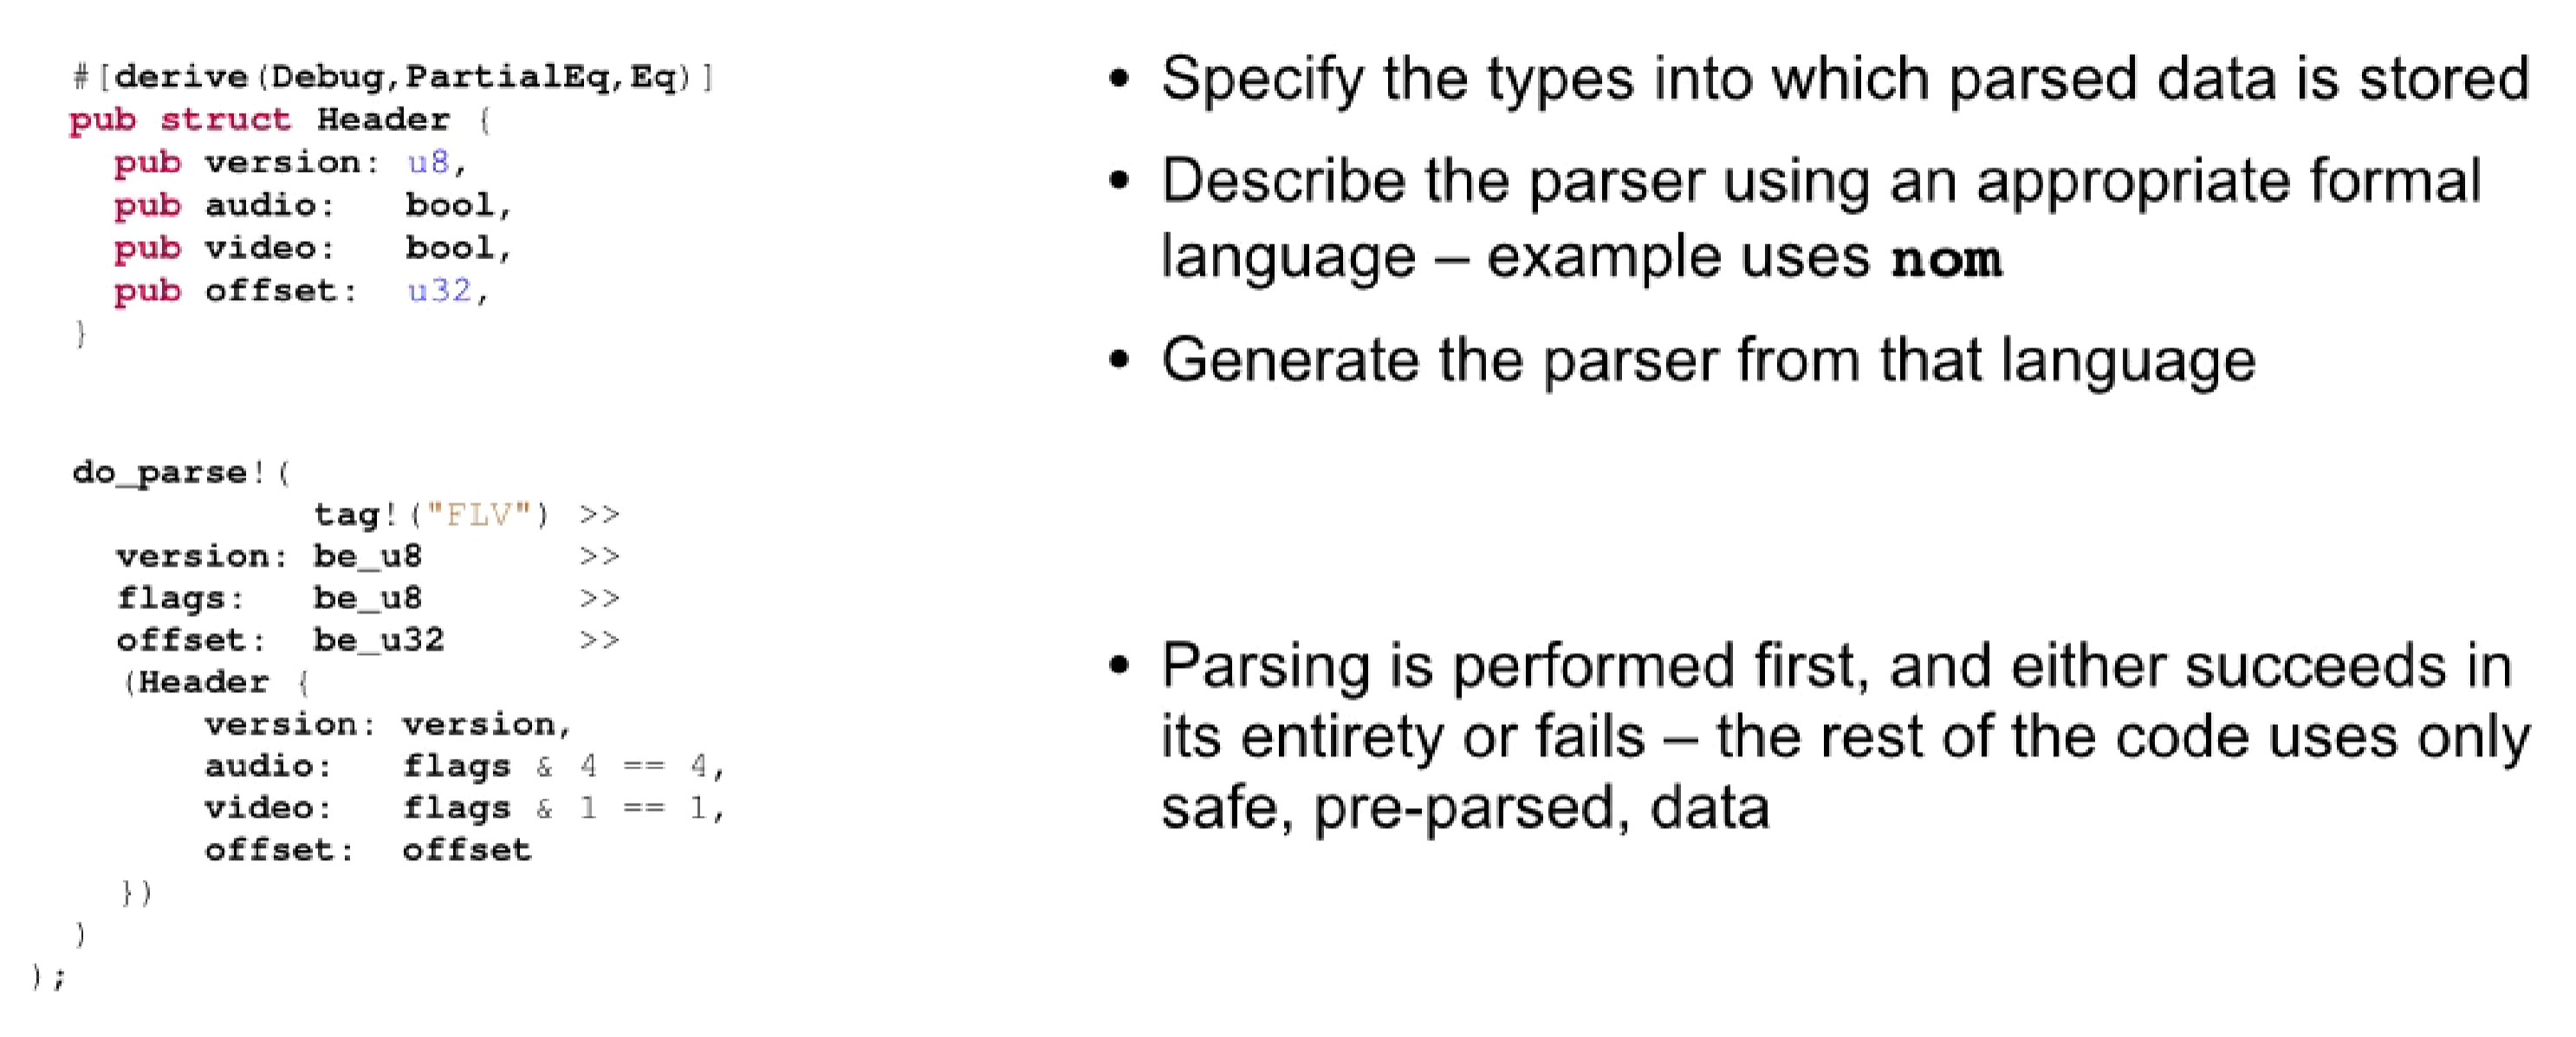 #[derive(Debug,PartialEq,Eq)]
pub struct Header {
  pub version: u8,
  pub audio:   bool,
  pub video:   bool,
  pub offset:  u32,
}
do_parse!(
           tag!("FLV") >>
  version: be_u8       >>
  flags:   be_u8       >>
  offset:  be_u32      >>
  (Header {
      version: version,
      audio:   flags & 4 == 4,
      video:   flags & 1 == 1,
      offset:  offset
  })
)
);
• Specify the types into which parsed data is stored
• Describe the parser using an appropriate formal
language – example uses nom
• Generate the parser from that language
• Parsing is performed first, and either succeeds in
its entirety or fails – the rest of the code uses only
safe, pre-parsed, data